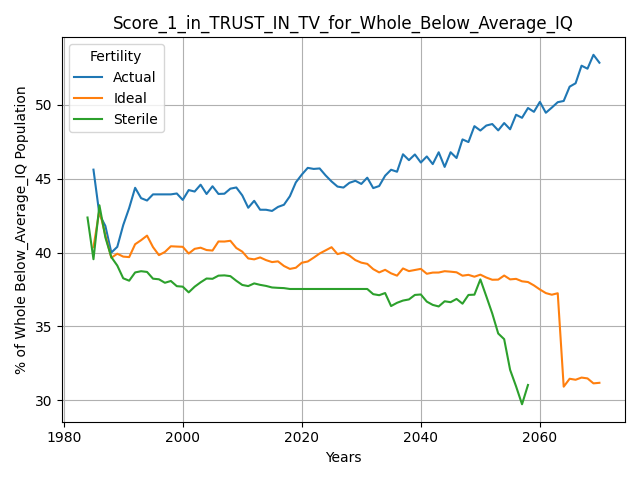 Score_1_in_TRUST_IN_TV_for_Whole_Below_Average_IQ
% of Whole Below_Average_IQ Population
Fertility
Actual
Ideal
Sterile
50
45
40
35
30
1980
2000
2020
2040
2060
Years